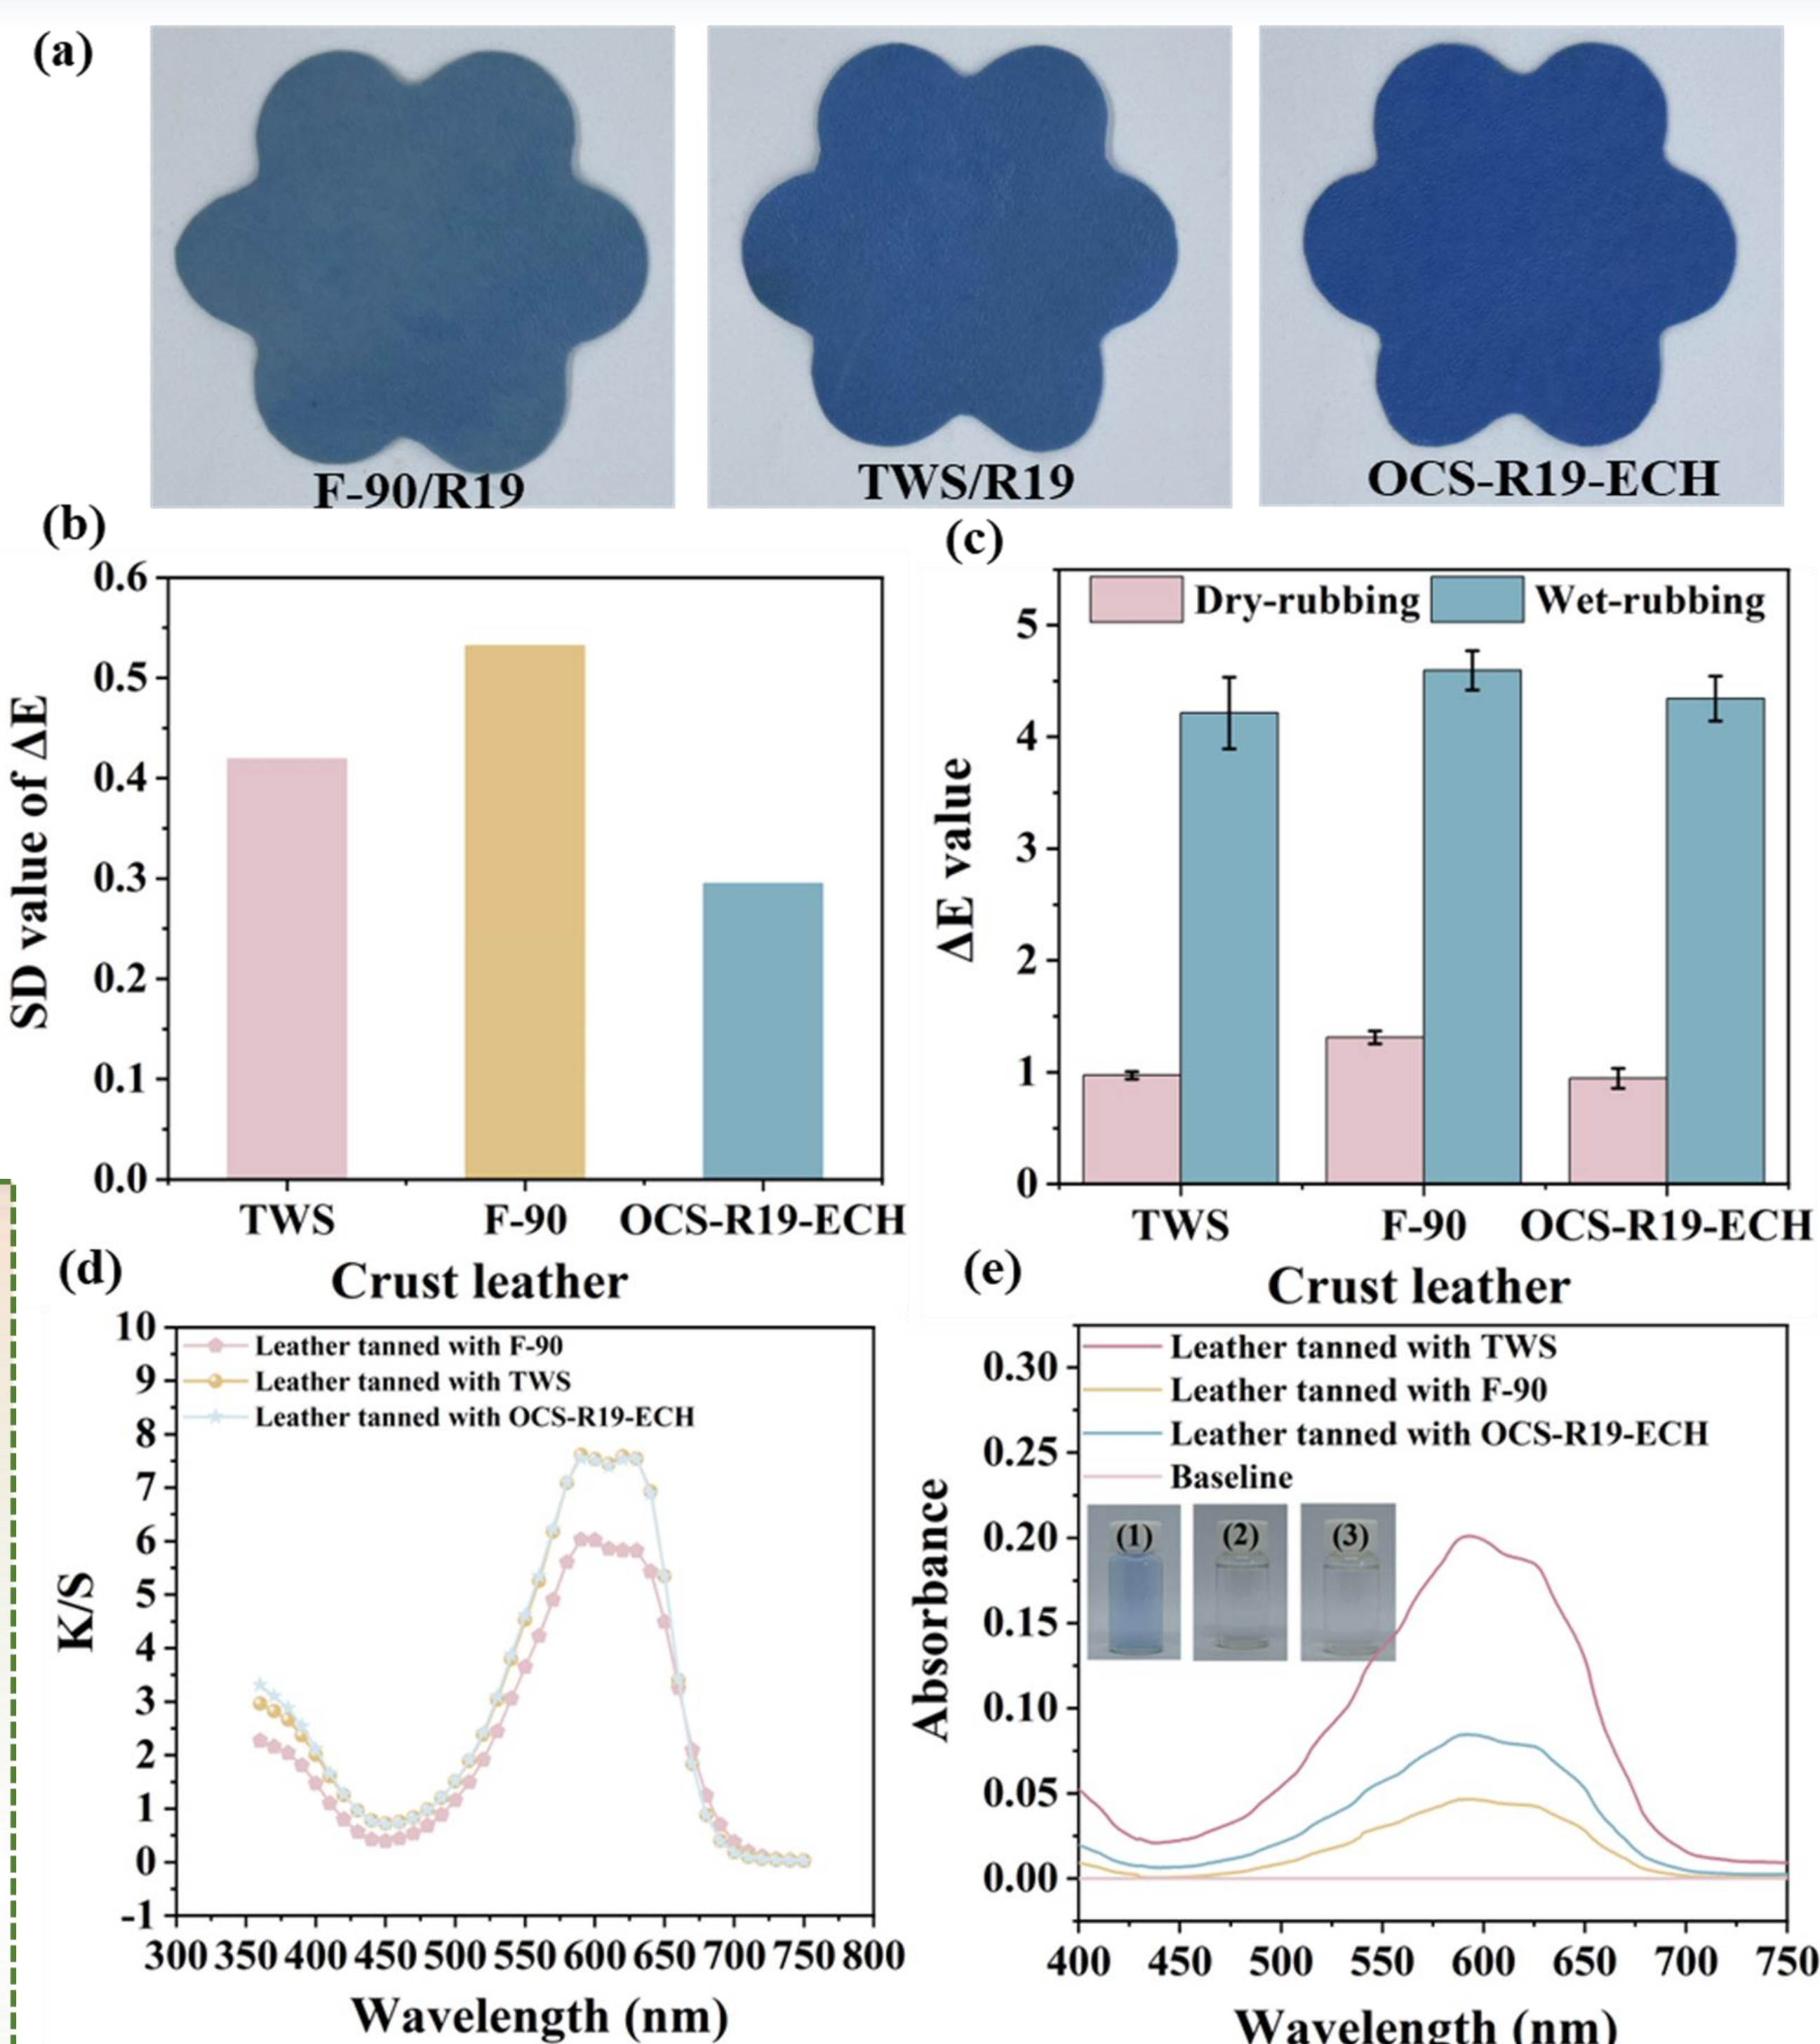 (a)
F-90/R19
TWS/R19
OCS-R19-ECH
(b)
0.6
0.5
0.4
0.3
0.2
0.1
0.0
SD value of ΔE
TWS
F-90
OCS-R19-ECH
Crust leather
(c)
Dry-rubbing
Wet-rubbing
5
4
3
2
1
0
ΔE value
TWS
F-90
OCS-R19-ECH
Crust leather
(d)
Leather tanned with F-90
Leather tanned with TWS
Leather tanned with OCS-R19-ECH
10
9
8
7
6
5
4
3
2
1
0
-1
K/S
300 350 400 450 500 550 600 650 700 750 800
Wavelength (nm)
(e)
Leather tanned with TWS
Leather tanned with F-90
Leather tanned with OCS-R19-ECH
Baseline
(1)
(2)
(3)
0.30
0.25
0.20
0.15
0.10
0.05
0.00
Absorbance
400 450 500 550 600 650 700 750
Wavelength (nm)